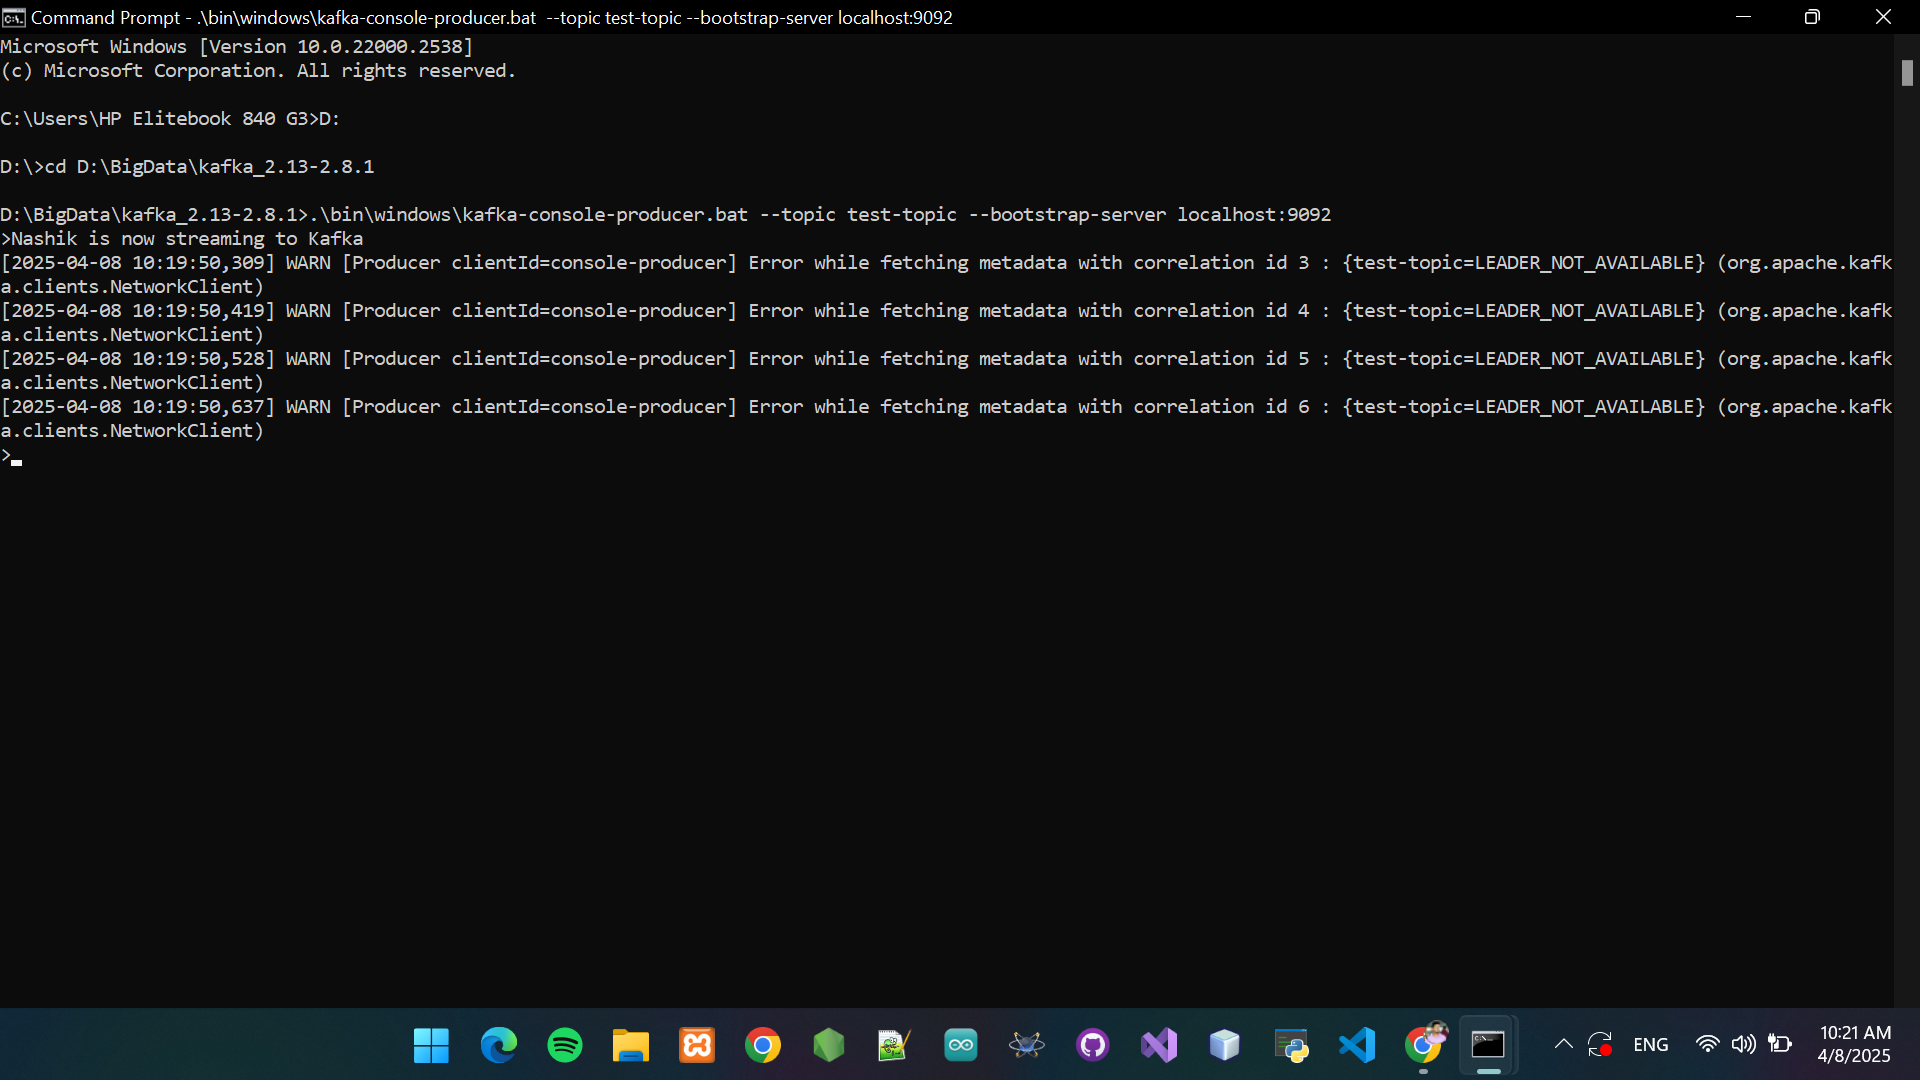 Command Prompt - .\bin\windows\kafka-console-producer.bat  --topic test-topic --bootstrap-server localhost:9092
Microsoft Windows [Version 10.0.22000.2538]
(c) Microsoft Corporation. All rights reserved.
C:\Users\HP Elitebook 840 G3>D:
D:\>cd D:\BigData\kafka_2.13-2.8.1
D:\BigData\kafka_2.13-2.8.1>.\bin\windows\kafka-console-producer.bat --topic test-topic --bootstrap-server localhost:9092
>Nashik is now streaming to Kafka
[2025-04-08 10:19:50,309] WARN [Producer clientId=console-producer] Error while fetching metadata with correlation id 3 : {test-topic=LEADER_NOT_AVAILABLE} (org.apache.kafk
a.clients.NetworkClient)
[2025-04-08 10:19:50,419] WARN [Producer clientId=console-producer] Error while fetching metadata with correlation id 4 : {test-topic=LEADER_NOT_AVAILABLE} (org.apache.kafk
a.clients.NetworkClient)
[2025-04-08 10:19:50,528] WARN [Producer clientId=console-producer] Error while fetching metadata with correlation id 5 : {test-topic=LEADER_NOT_AVAILABLE} (org.apache.kafk
a.clients.NetworkClient)
[2025-04-08 10:19:50,637] WARN [Producer clientId=console-producer] Error while fetching metadata with correlation id 6 : {test-topic=LEADER_NOT_AVAILABLE} (org.apache.kafk
a.clients.NetworkClient)
>
ENG
10:21 AM
4/8/2025